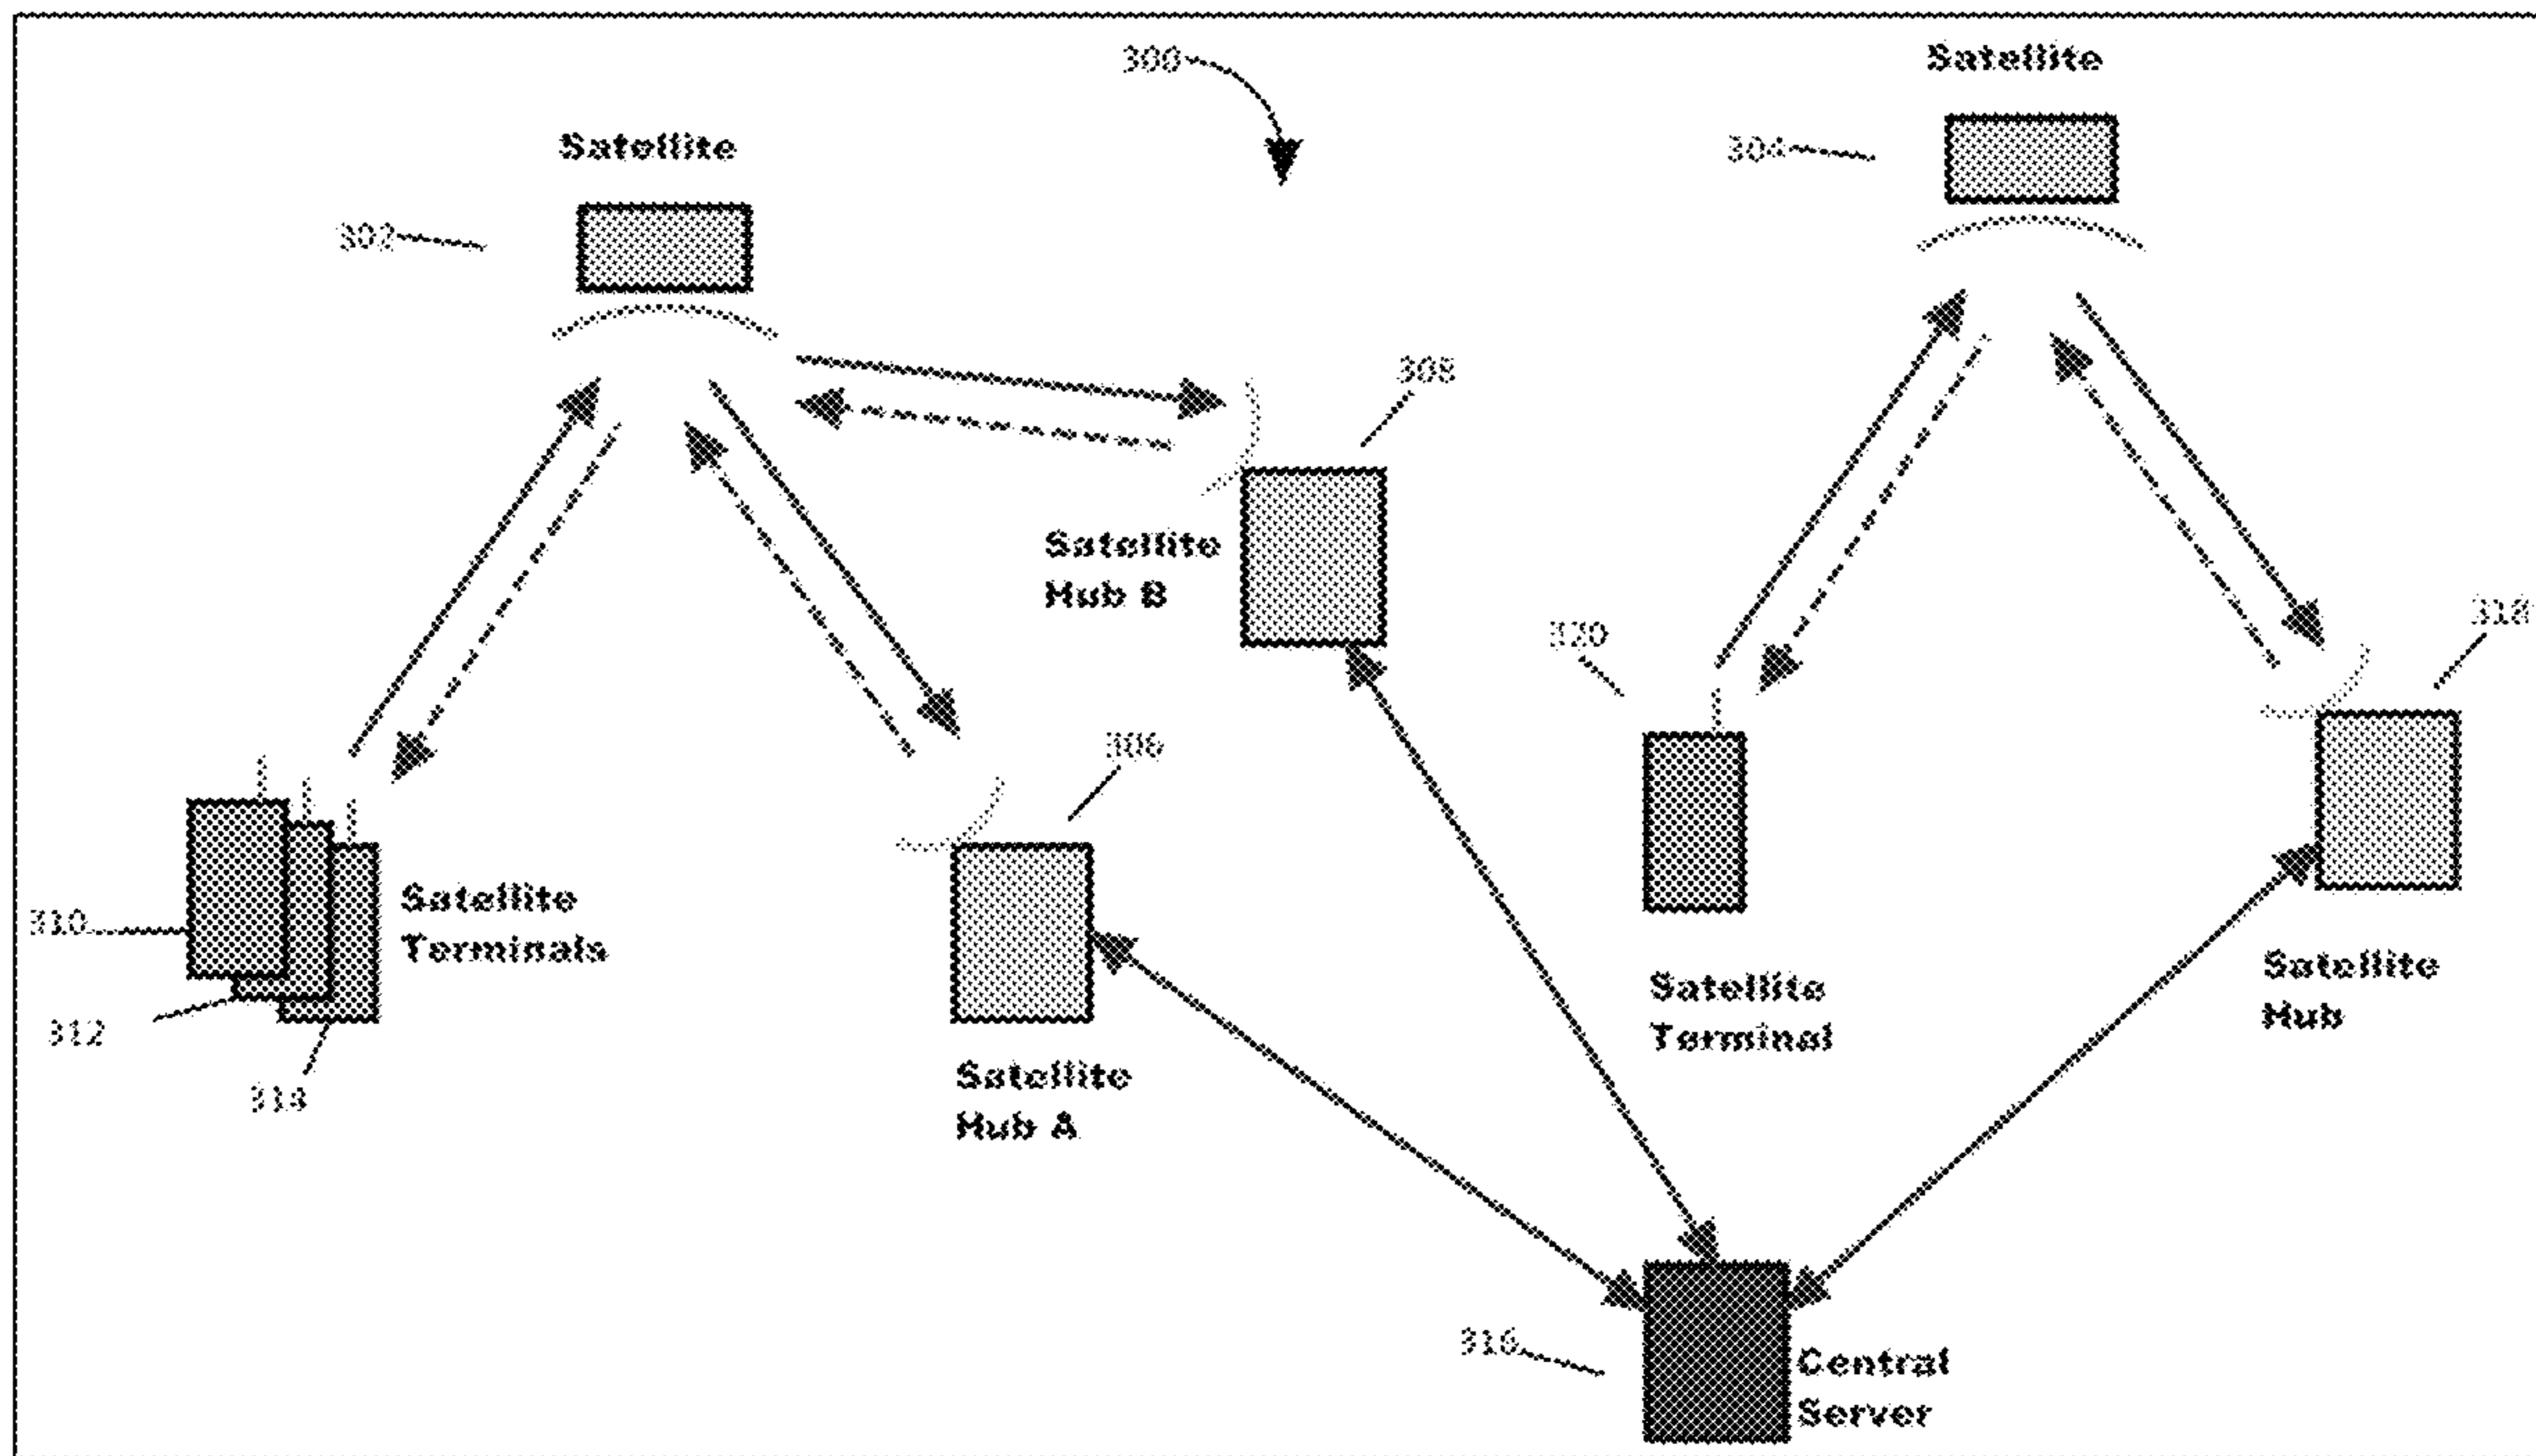 300
Satellite
Satellite
304
302
308
Satellite
Hub B
318
320
306
Satellite
Terminals
310
Satellite
Hub
Satellite
Terminal
312
Satellite
Hub A
314
316
Central
Server